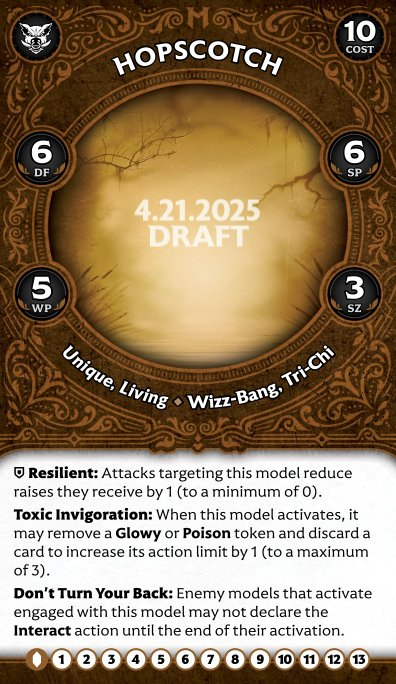 10
COST
HOPSCOTCH
6
DF
6
SP
4.21.2025
DRAFT
5
WP
3
SZ
Unique, Living ◆ Wizz-Bang, Tri-Chi
Resilient: Attacks targeting this model reduce
raises they receive by 1 (to a minimum of 0).
Toxic Invigoration: When this model activates, it
may remove a Glowy or Poison token and discard a
card to increase its action limit by 1 (to a maximum
of 3).
Don't Turn Your Back: Enemy models that activate
engaged with this model may not declare the
Interact action until the end of their activation.
1 2 3 4 5 6 7 8 9 10 11 12 13